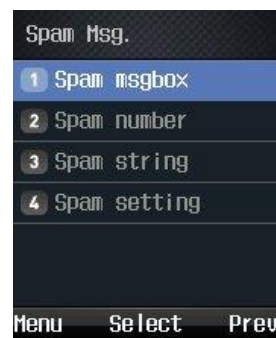 Spam Msg.
1 Spam msgbox
2 Spam number
3 Spam string
4 Spam setting
Menu Select Prev